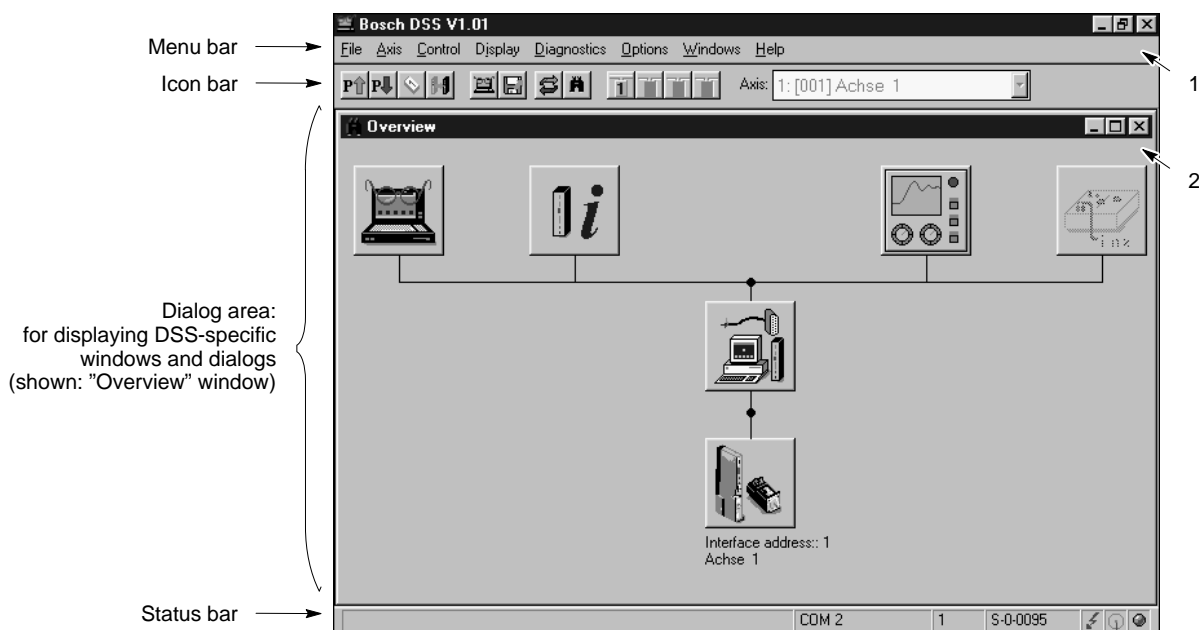 Bosch DSS V1.01
Menu bar
File Axis Control Display Diagnostics Options Windows Help
1
Icon bar
P P 1 Axis: 1: [001] Achse 1
Overview
2
i
i n z
Dialog area:
for displaying DSS-specific
windows and dialogs
(shown: ”Overview” window)
Interface address:: 1
Achse 1
Status bar
COM 2 1 S-0-0095